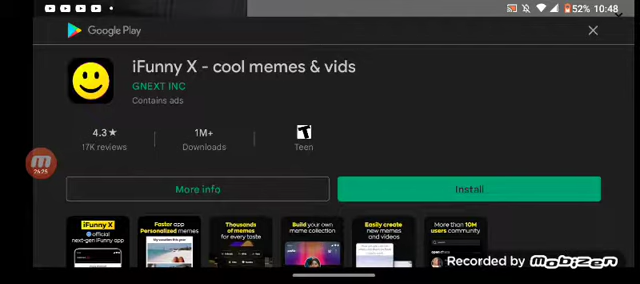 52% 10:48
Google Play
iFunny X - cool memes & vids
GNEXT INC
Contains ads
4.3★
17K reviews
1M+
Downloads
T
Teen
More info
Install
iFunny X
official
next-gen iFunny app
Faster app
Personalized memes
Thousands
of memes
for every taste
Build your own
meme collection
Easily create
new memes
and videos
More than 10M
users community
Recorded by mobizen